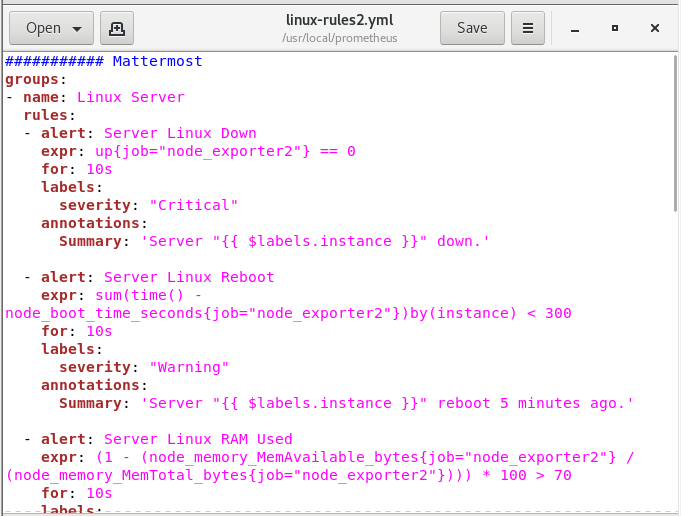 Open
linux-rules2.yml
/usr/local/prometheus
Save
########### Mattermost
groups:
- name: Linux Server
  rules:
  - alert: Server Linux Down
    expr: up{job="node_exporter2"} == 0
    for: 10s
    labels:
      severity: "Critical"
    annotations:
      Summary: 'Server "{{ $labels.instance }}" down.'

  - alert: Server Linux Reboot
    expr: sum(time() -
node_boot_time_seconds{job="node_exporter2"})by(instance) < 300
    for: 10s
    labels:
      severity: "Warning"
    annotations:
      Summary: 'Server "{{ $labels.instance }}" reboot 5 minutes ago.'

  - alert: Server Linux RAM Used
    expr: (1 - (node_memory_MemAvailable_bytes{job="node_exporter2"} /
(node_memory_MemTotal_bytes{job="node_exporter2"}))) * 100 > 70
    for: 10s
    labels: